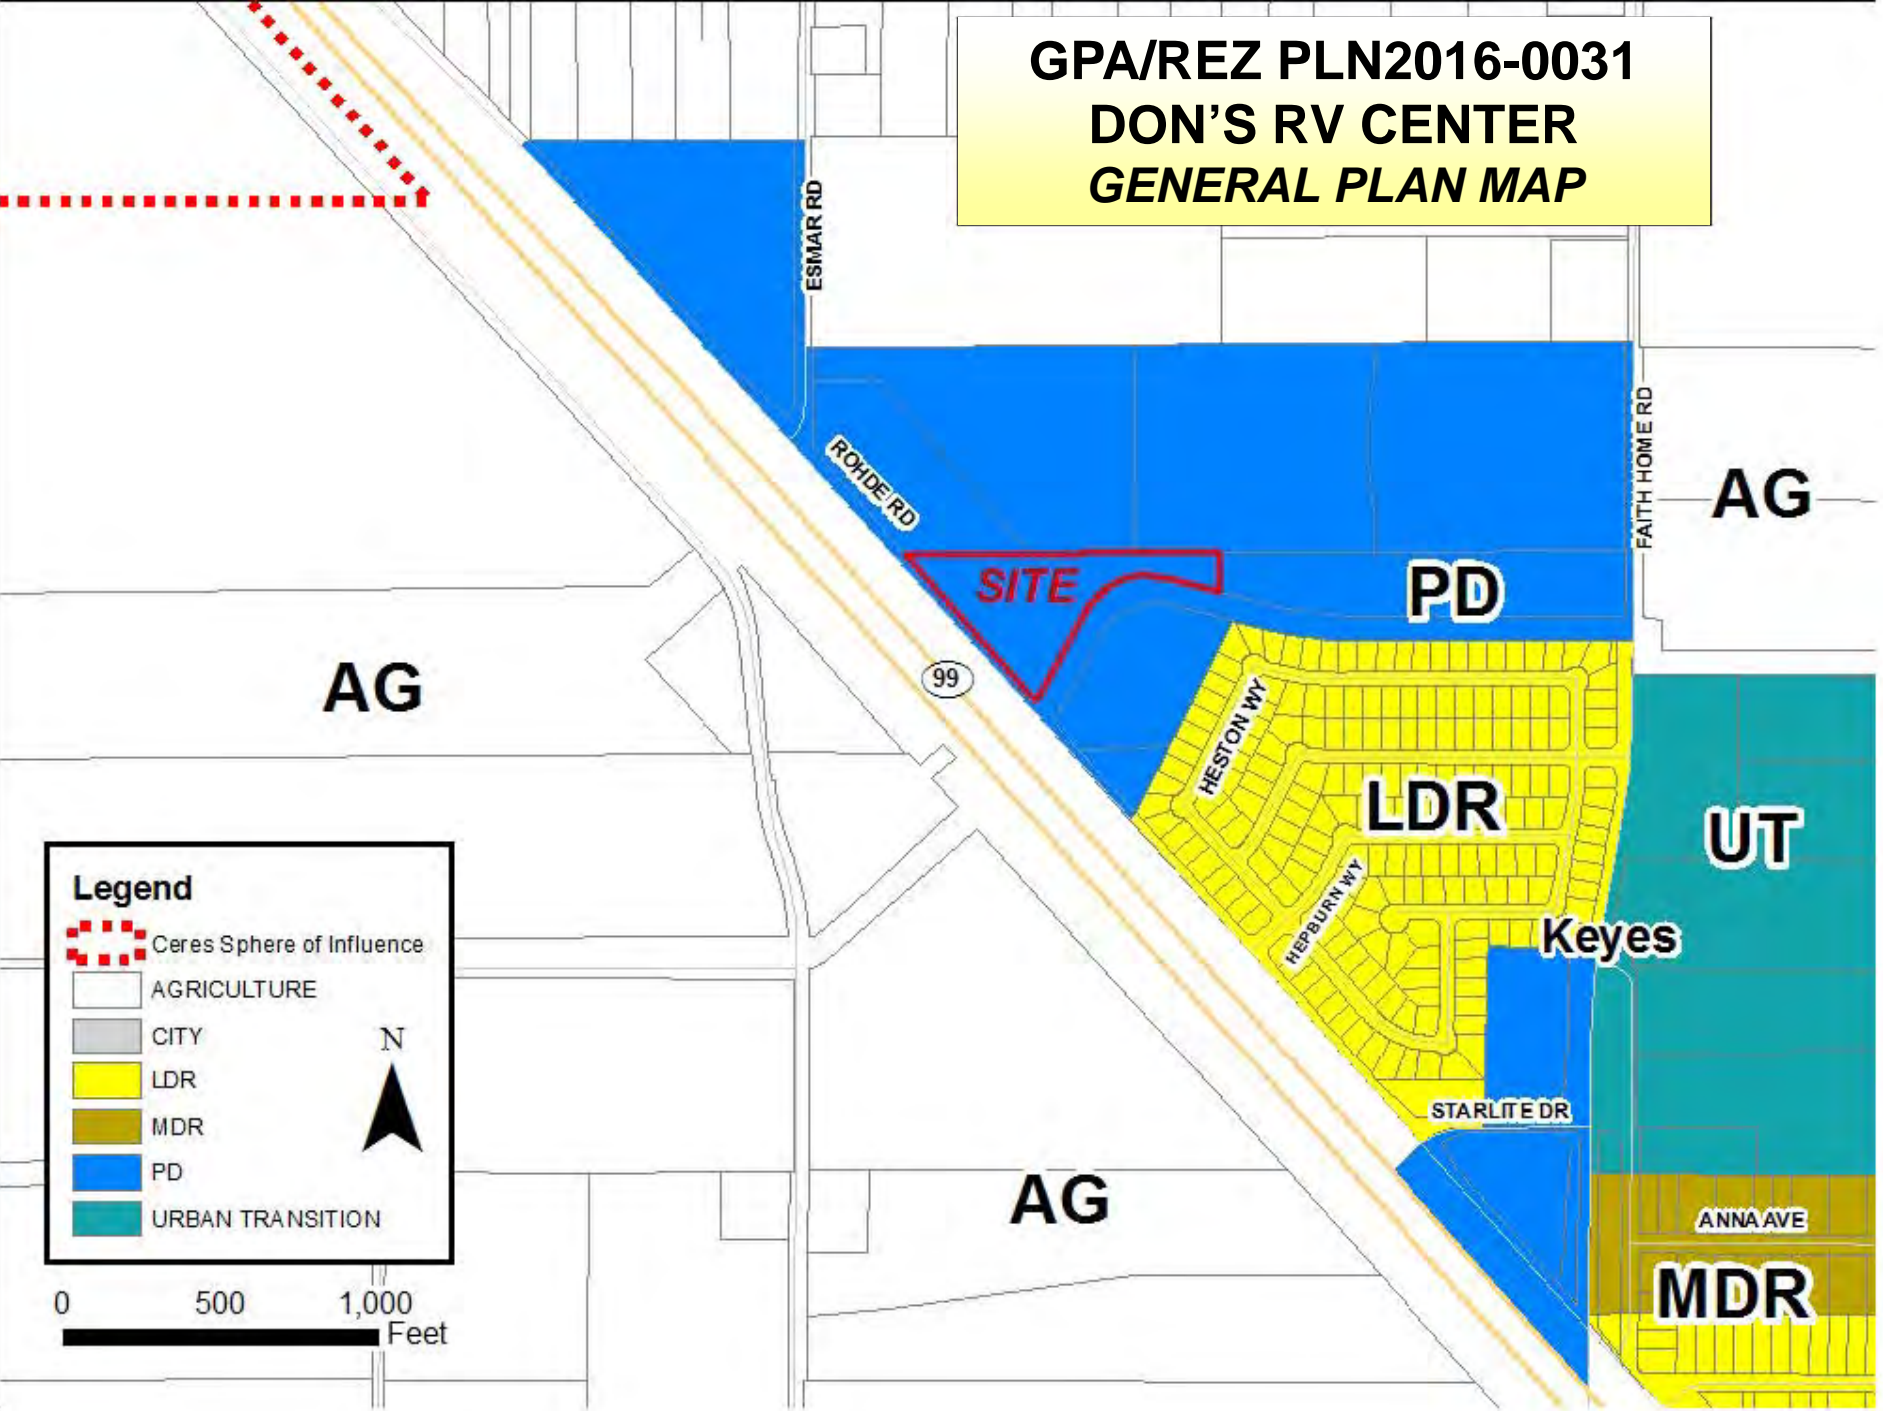 GPA/REZ PLN2016-0031
DON'S RV CENTER
GENERAL PLAN MAP
ESMAR RD
ROHDE RD
FAITH HOME RD
AG
SITE
PD
99
AG
HESTON WY
LDR
UT
HEPBURN WY
Keyes
STARLITE DR
AG
ANNA AVE
MDR
Legend
Ceres Sphere of Influence
AGRICULTURE
CITY
LDR
MDR
PD
URBAN TRANSITION
N
0 500 1,000
Feet